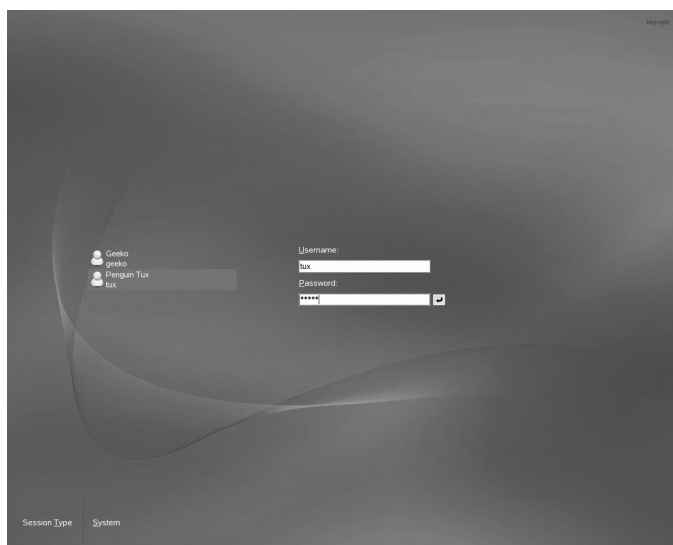 Novell
Geeko
geeko
Penguin Tux
tux
Username:
tux
Password:
*****
Session Type
System